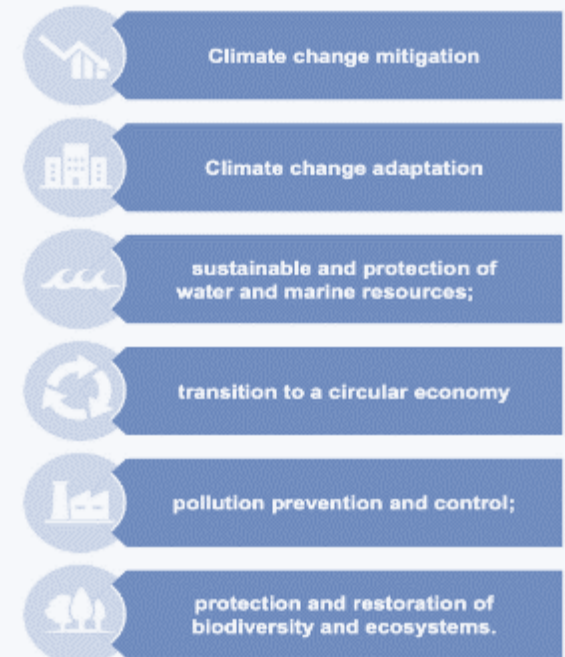 Climate change mitigation
Climate change adaptation
sustainable and protection of
water and marine resources;
transition to a circular economy
pollution prevention and control;
protection and restoration of
biodiversity and ecosystems.